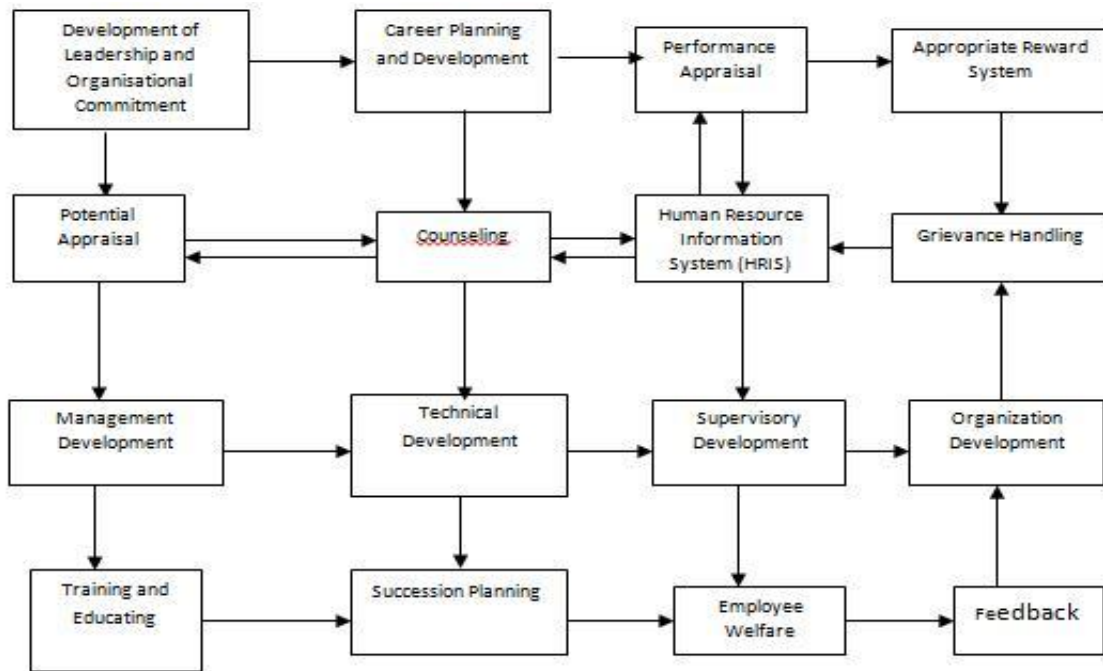 Development of
Leadership and
Organisational
Commitment
Career Planning
and Development
Performance
Appraisal
Appropriate Reward
System
Potential
Appraisal
Counseling
Human Resource
Information
System (HRIS)
Grievance Handling
Management
Development
Technical
Development
Supervisory
Development
Organization
Development
Training and
Educating
Succession Planning
Employee
Welfare
Feedback